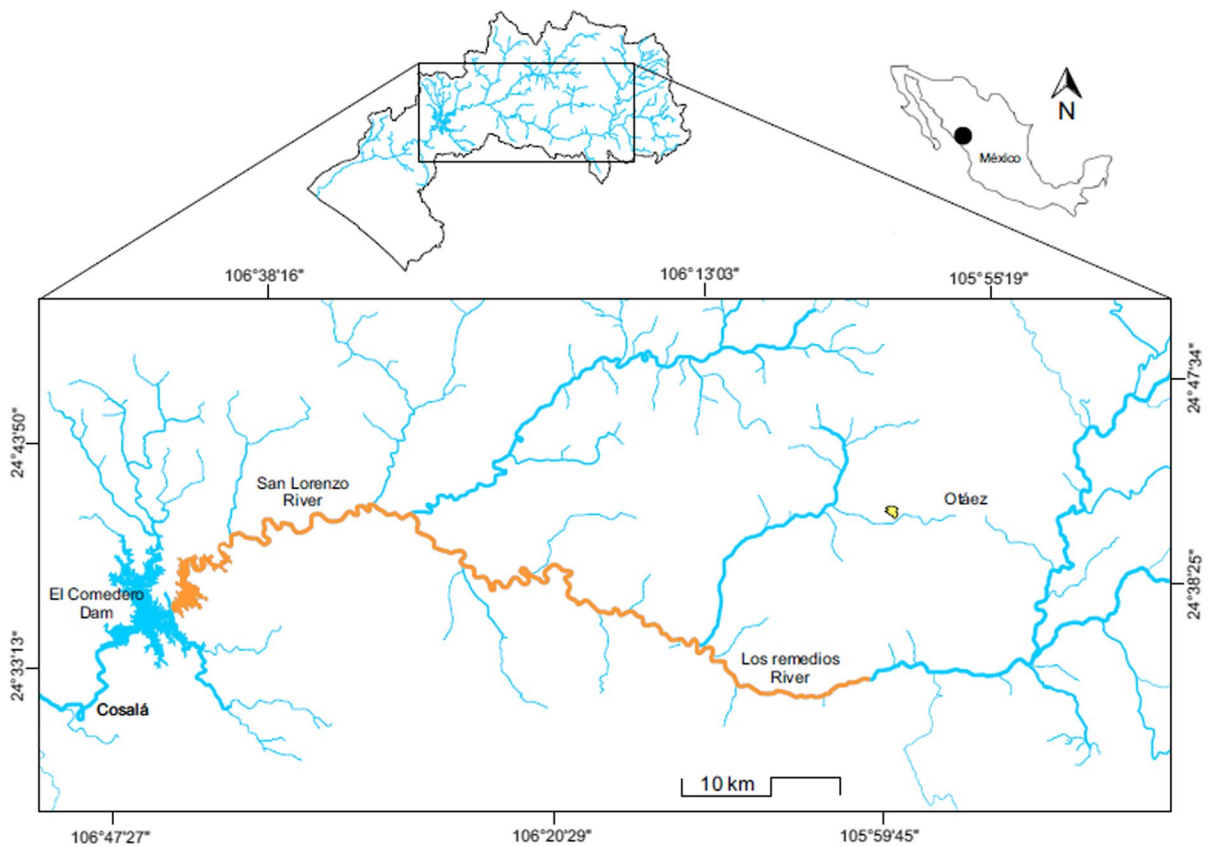 N
México
106°38'16"
106°13'03"
105°55'19"
24°47'34"
24°43'50"
San Lorenzo
River
Otáez
El Comedero
Dam
24°38'25"
24°33'13"
Los remedios
River
Cosalá
10 km
106°47'27"
106°20'29"
105°59'45"